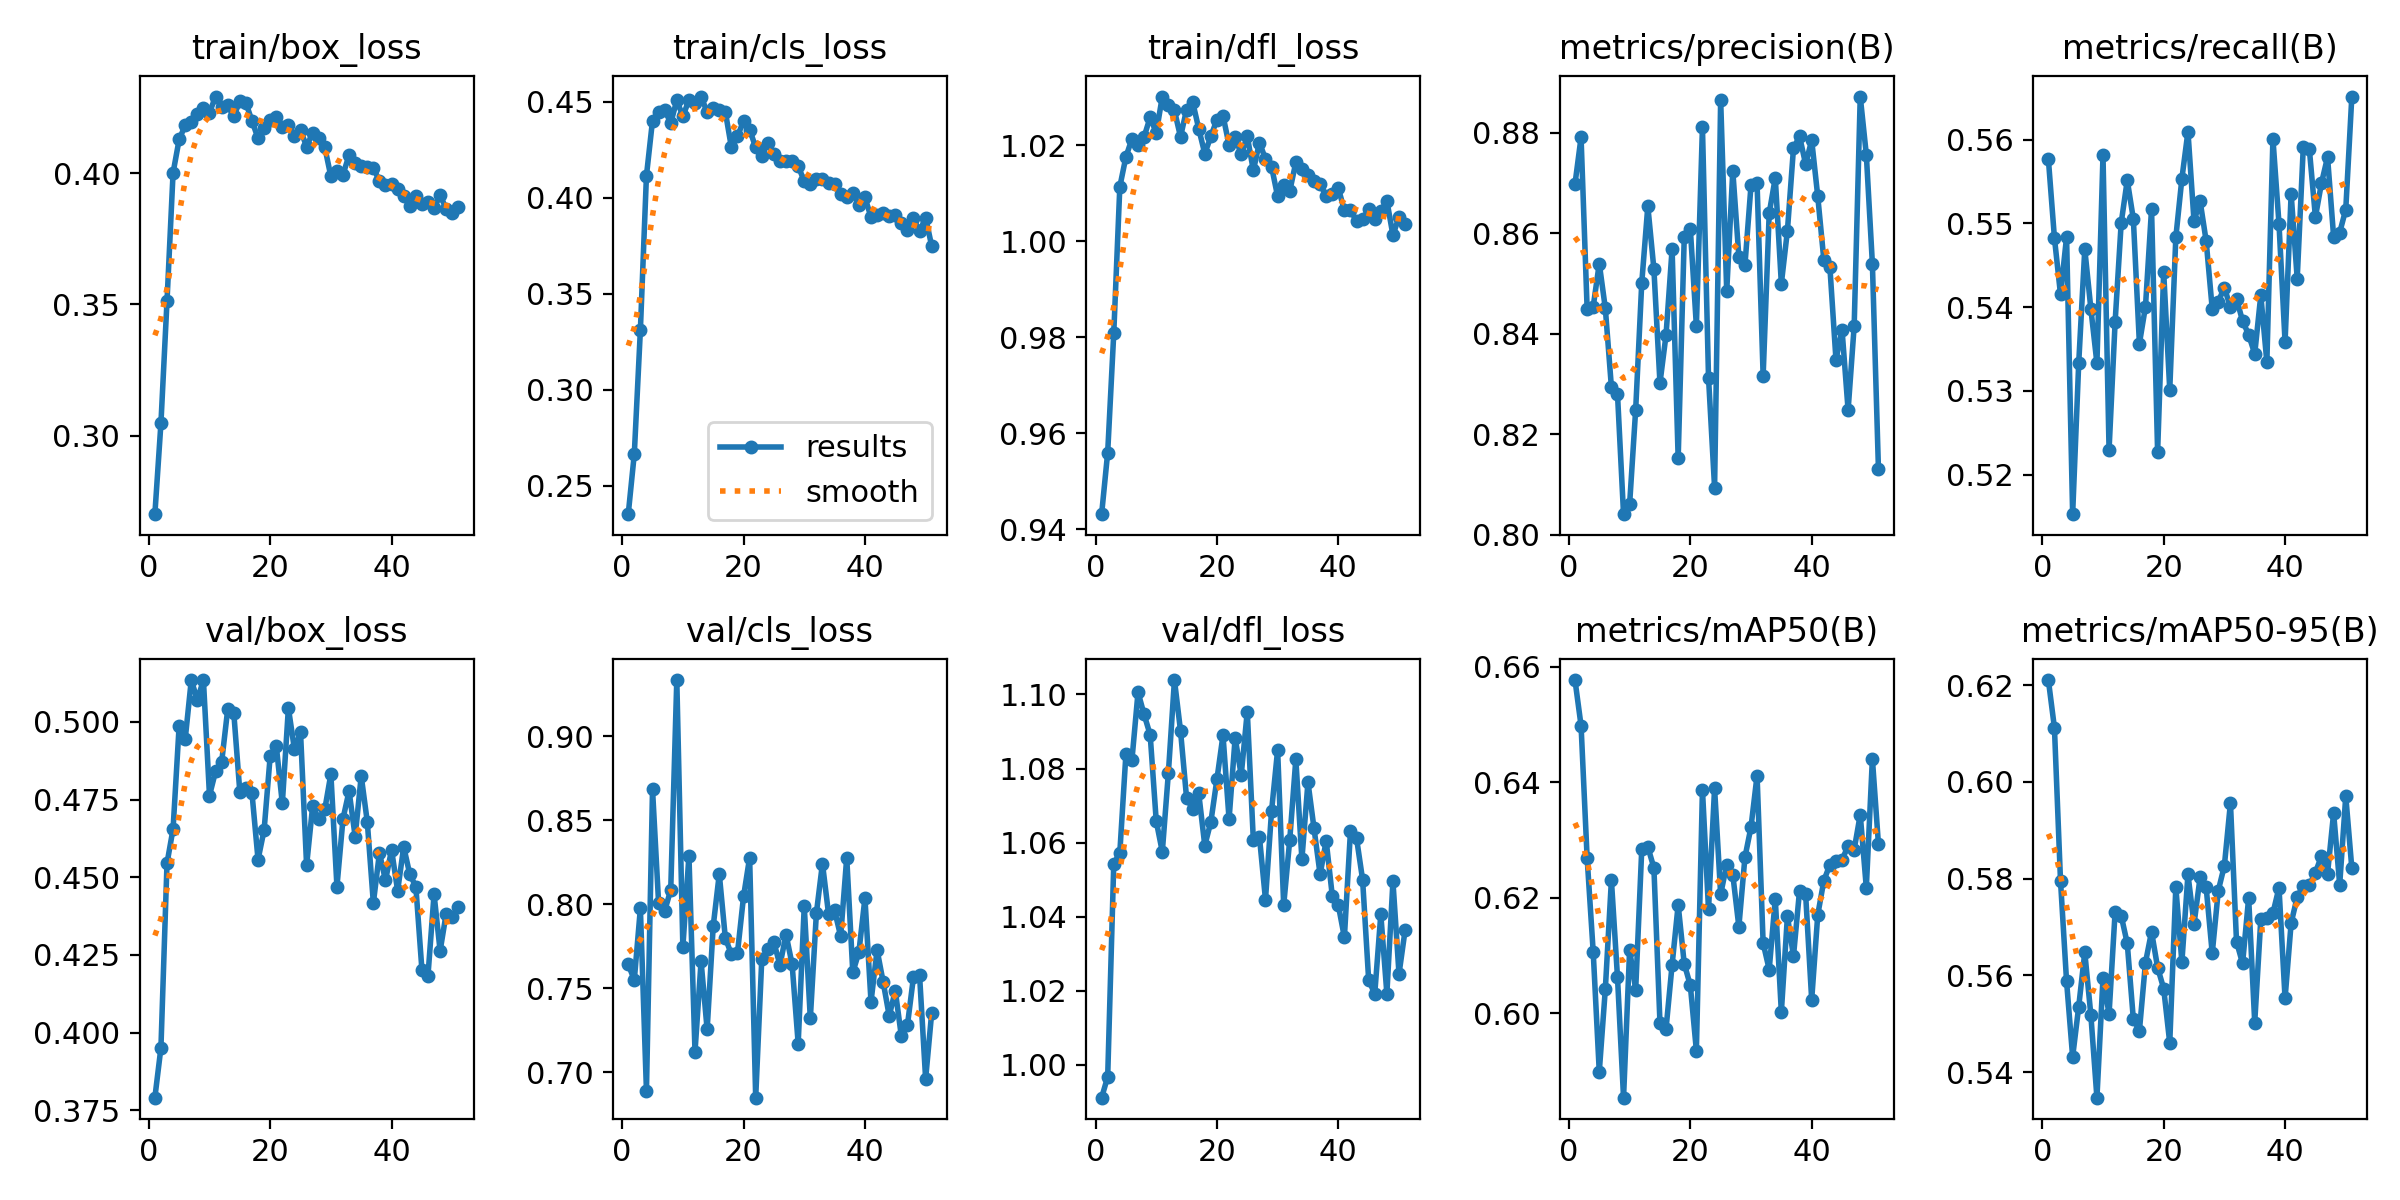 train/box_loss
train/cls_loss
train/dfl_loss
metrics/precision(B)
metrics/recall(B)
0.40
0.35
0.30
0 20 40
0.45
0.40
0.35
0.30
0.25
results
smooth
0 20 40
1.02
1.00
0.98
0.96
0.94
0 20 40
0.88
0.86
0.84
0.82
0.80
0 20 40
0.56
0.55
0.54
0.53
0.52
0 20 40
val/box_loss
val/cls_loss
val/dfl_loss
metrics/mAP50(B)
metrics/mAP50-95(B)
0.500
0.475
0.450
0.425
0.400
0.375
0 20 40
0.90
0.85
0.80
0.75
0.70
0 20 40
1.10
1.08
1.06
1.04
1.02
1.00
0 20 40
0.66
0.64
0.62
0.60
0 20 40
0.62
0.60
0.58
0.56
0.54
0 20 40